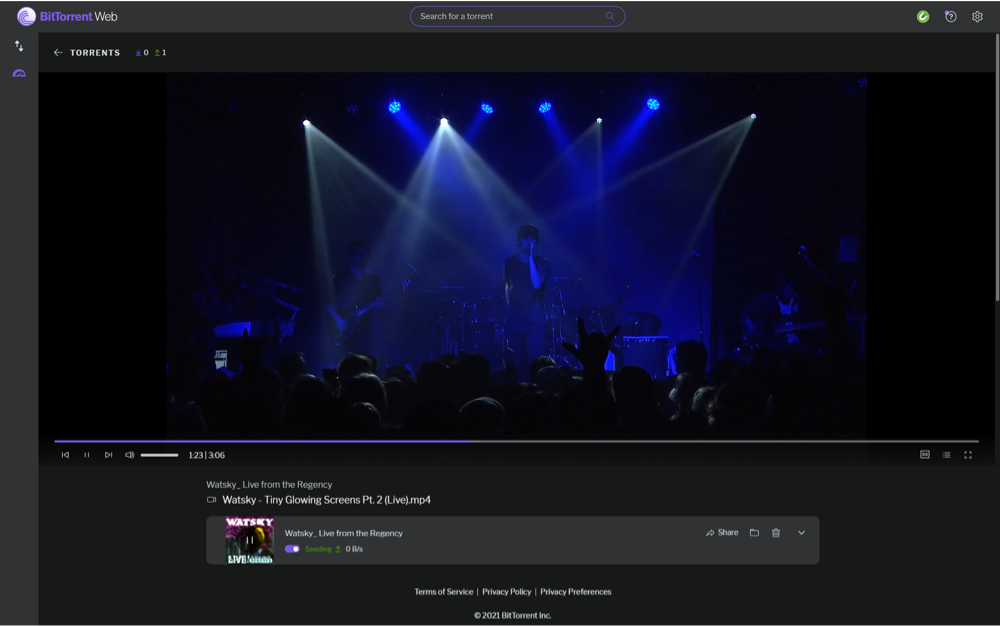 BitTorrent Web
Search for a torrent
TORRENTS 0 1
1:23 | 3:06
Watsky_ Live from the Regency
Watsky - Tiny Glowing Screens Pt. 2 (Live).mp4
WATSKY
LIVE!
Watsky_ Live from the Regency
Seeding 0 B/s
Share
Terms of Service | Privacy Policy | Privacy Preferences
© 2021 BitTorrent Inc.